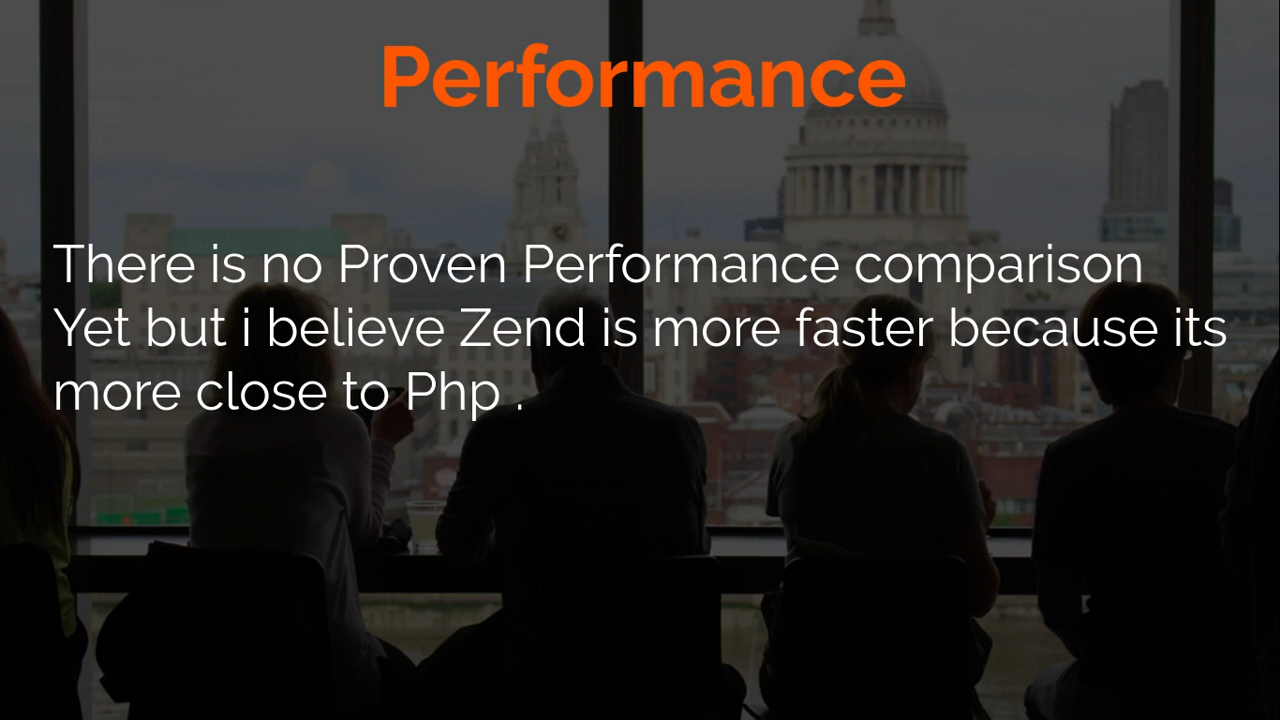 Performance
There is no Proven Performance comparison
Yet but i believe Zend is more faster because its
more close to Php .